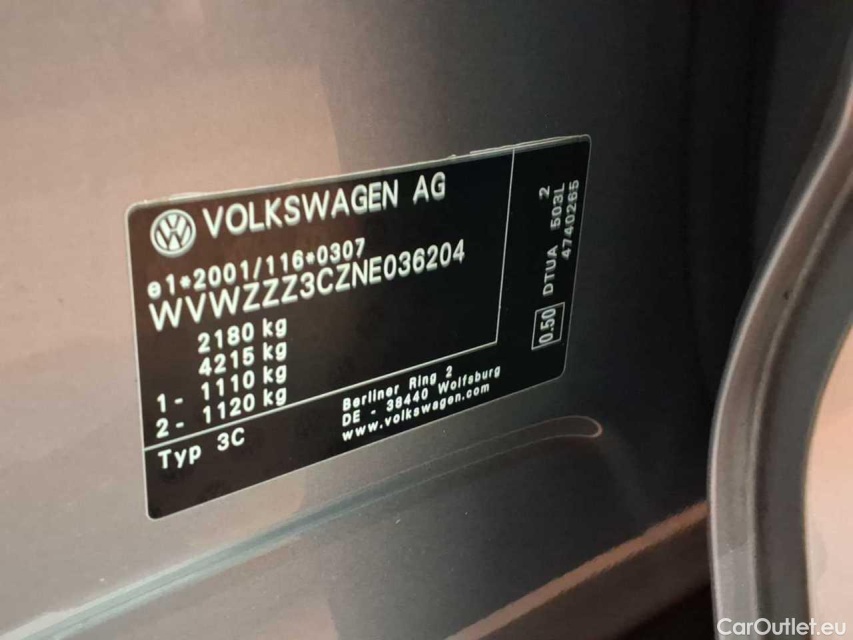 VOLKSWAGEN AG
e1*2001/116*0307
WVWZZZ3CZNE036204
2180 kg
4215 kg
1- 1110 kg
2- 1120 kg
Typ 3C
Berliner Ring 2
DE - 38440 Wolfsburg
www.volkswagen.com
0.50 DTUA 503L 2
4740265
CarOutlet.eu